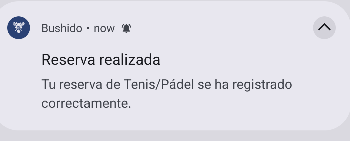 Bushido • now
Reserva realizada
Tu reserva de Tenis/Pádel se ha registrado
correctamente.